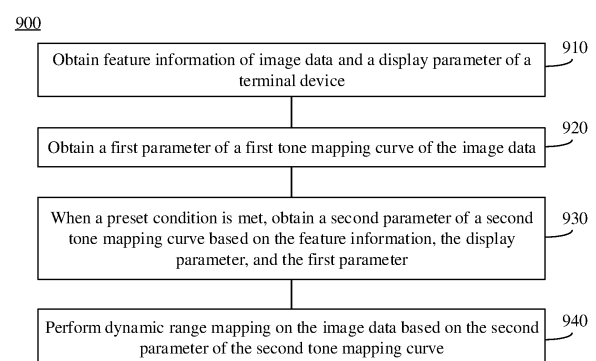 900
Obtain feature information of image data and a display parameter of a
terminal device
910
Obtain a first parameter of a first tone mapping curve of the image data
920
When a preset condition is met, obtain a second parameter of a second
tone mapping curve based on the feature information, the display
parameter, and the first parameter
930
Perform dynamic range mapping on the image data based on the second
parameter of the second tone mapping curve
940